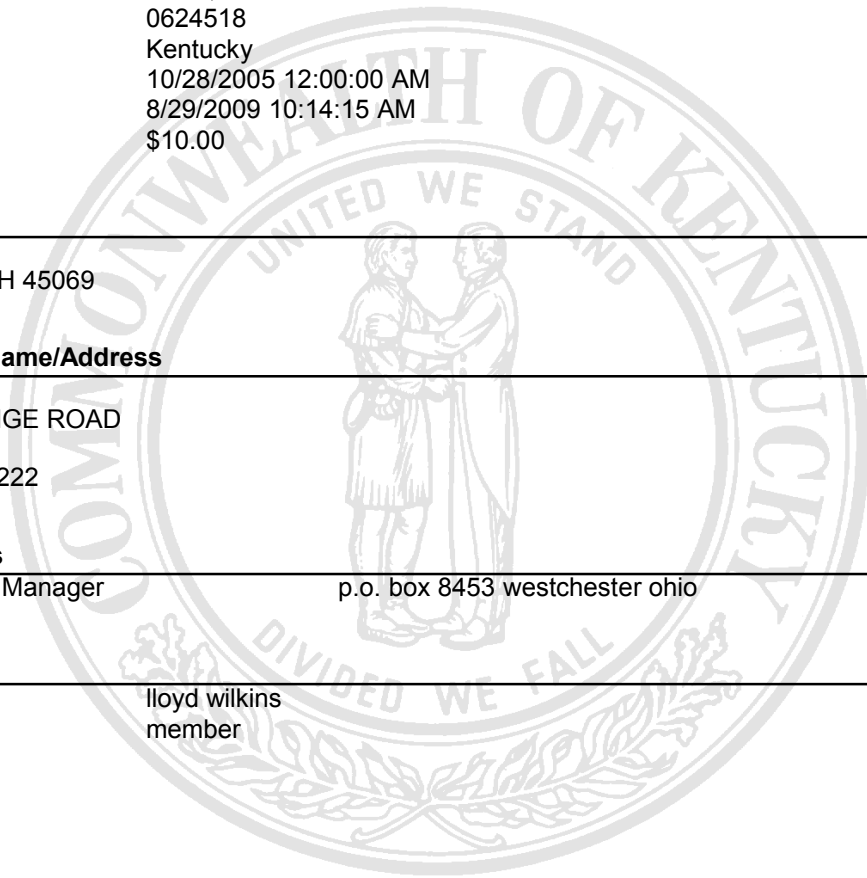 0624518
Kentucky
10/28/2005 12:00:00 AM
8/29/2009 10:14:15 AM
$10.00
COMMONWEALTH OF KENTUCKY
UNITED WE STAND
H 45069
ame/Address
GE ROAD
222
s
Manager p.o. box 8453 westchester ohio
DIVIDED WE FALL
lloyd wilkins
member